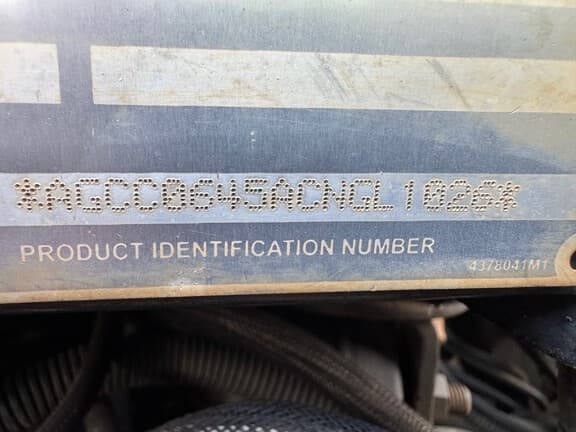 *AGCC0645ACNGL1026*
PRODUCT IDENTIFICATION NUMBER
4378041M1